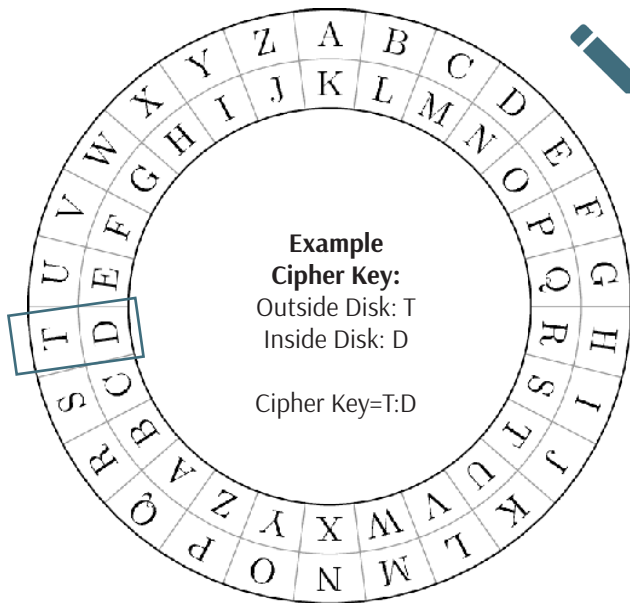 A B C D E F G H I J K L M N O P Q R S T U V W X Y Z
K L M N O P Q R S T U V W X Y Z A B C D E F G H I J
Example
Cipher Key:
Outside Disk: T
Inside Disk: D
Cipher Key=T:D